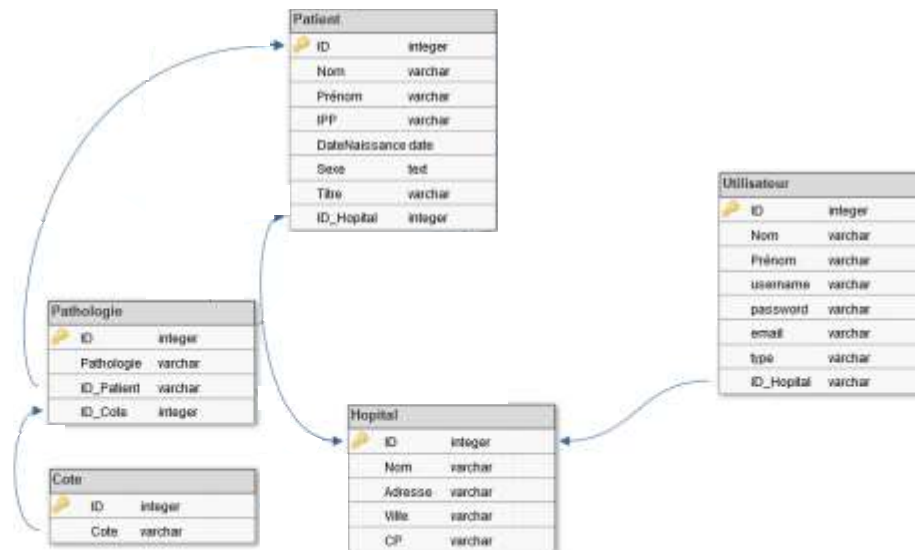 Patient
ID integer
Nom varchar
Prénom varchar
IPP varchar
DateNaissance date
Sexe text
Titre varchar
ID_Hopital integer
Utilisateur
ID integer
Nom varchar
Prénom varchar
username varchar
password varchar
email varchar
type varchar
ID_Hopital varchar
Pathologie
ID integer
Pathologie varchar
ID_Patient varchar
ID_Cote integer
Hopital
ID integer
Nom varchar
Adresse varchar
Ville varchar
CP varchar
Cote
ID integer
Cote varchar